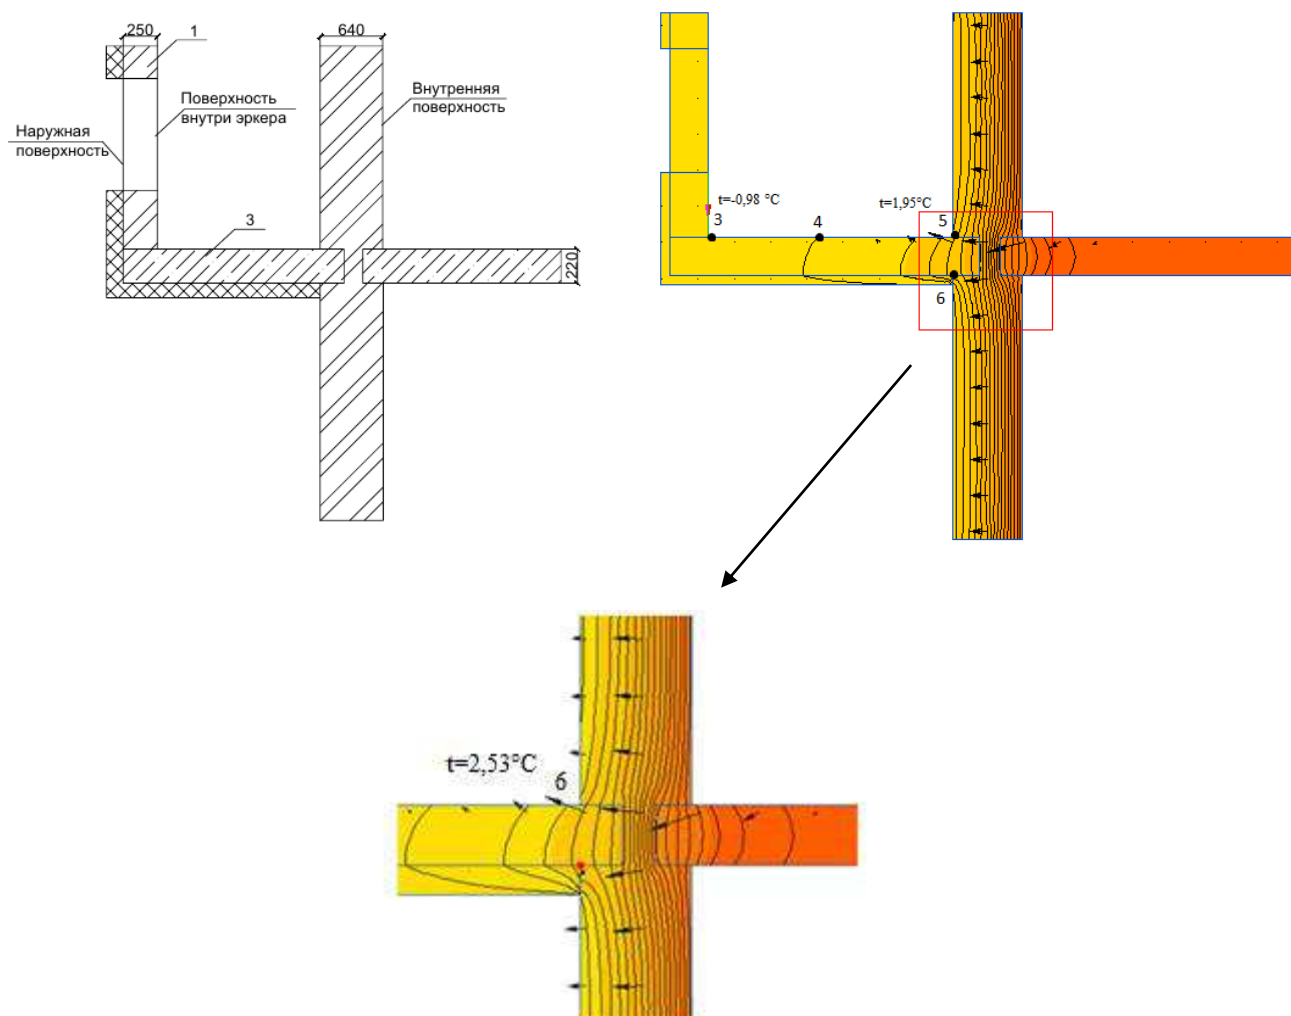 250
1
640
Внутренняя
поверхность
Поверхность
внутри эркера
Наружная
поверхность
3
220
t=-0,98 °C
3
4
t=1,95°C
5
6
t=2,53°C
6